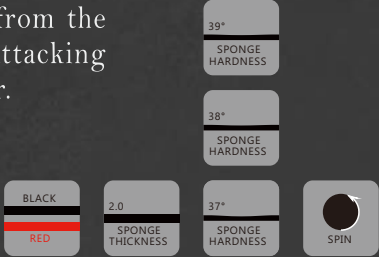 from the
ttacking
r.
39°
SPONGE
HARDNESS
38°
SPONGE
HARDNESS
BLACK
RED
2.0
SPONGE
THICKNESS
37°
SPONGE
HARDNESS
SPIN